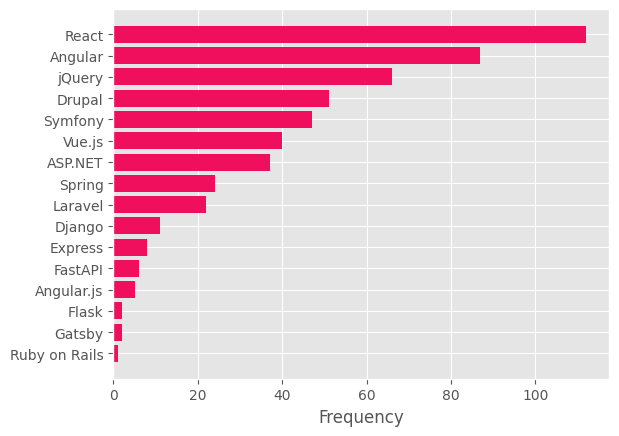 React
Angular
jQuery
Drupal
Symfony
Vue.js
ASP.NET
Spring
Laravel
Django
Express
FastAPI
Angular.js
Flask
Gatsby
Ruby on Rails
0 20 40 60 80 100
Frequency